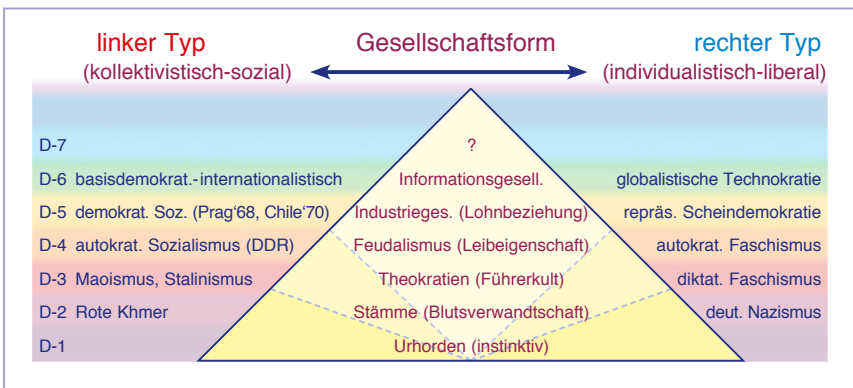 linker Typ Gesellschaftsform rechter Typ
(kollektivistisch-sozial) (individualistisch-liberal)
D-7 ?
D-6 basisdemokrat.-internationalistisch Informationsgesell. globalistische Technokratie
D-5 demokrat. Soz. (Prag‘68, Chile‘70) Industrieges. (Lohnbeziehung) repräs. Scheindemokratie
D-4 autokrat. Sozialismus (DDR) Feudalismus (Leibeigenschaft) autokrat. Faschismus
D-3 Maoismus, Stalinismus Theokratien (Führerkult) diktat. Faschismus
D-2 Rote Khmer Stämme (Blutsverwandtschaft) deut. Nazismus
D-1 Urhorden (instinktiv)